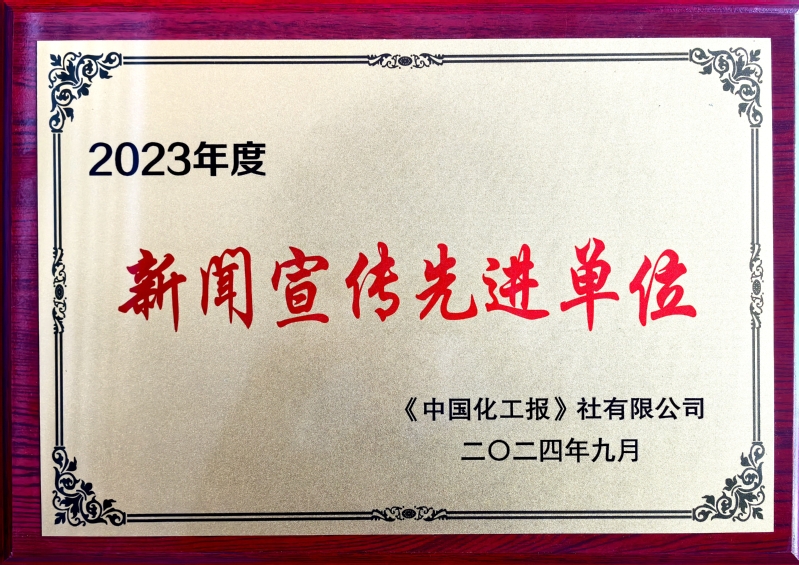 2023年度
新闻宣传先进单位
《中国化工报》社有限公司
二〇二四年九月